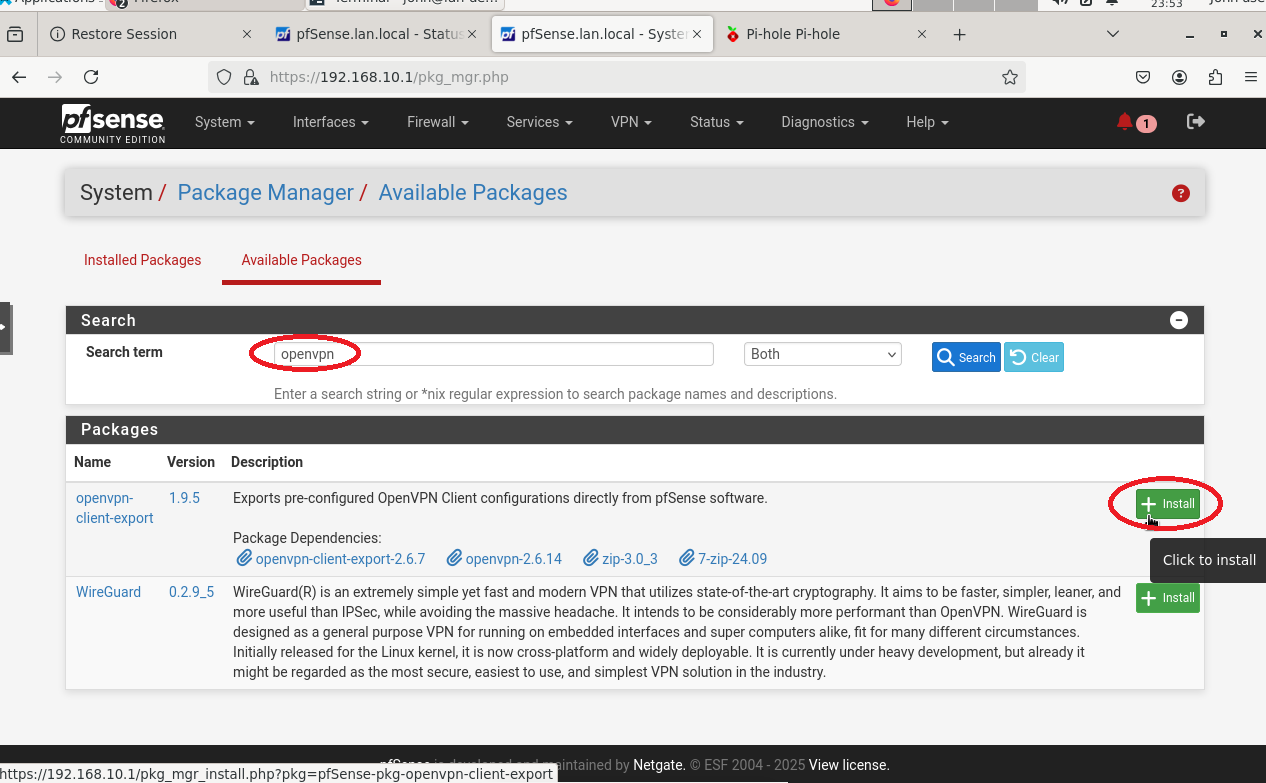 Applications
2 Firefox
Terminal - john@lan-de...
23:53 john use
Restore Session
pfSense.lan.local - Status
pfSense.lan.local - Syste
Pi-hole Pi-hole
https://192.168.10.1/pkg_mgr.php
pfsense
COMMUNITY EDITION
System
Interfaces
Firewall
Services
VPN
Status
Diagnostics
Help
1
System / Package Manager / Available Packages
?
Installed Packages
Available Packages
Search
Search term
openvpn
Both
Search
Clear
Enter a search string or *nix regular expression to search package names and descriptions.
Packages
Name Version Description
openvpn-
client-export
1.9.5
Exports pre-configured OpenVPN Client configurations directly from pfSense software.
Package Dependencies:
openvpn-client-export-2.6.7 openvpn-2.6.14 zip-3.0_3 7-zip-24.09
Install
Click to install
WireGuard
0.2.9_5
WireGuard(R) is an extremely simple yet fast and modern VPN that utilizes state-of-the-art cryptography. It aims to be faster, simpler, leaner, and
more useful than IPSec, while avoiding the massive headache. It intends to be considerably more performant than OpenVPN. WireGuard is
designed as a general purpose VPN for running on embedded interfaces and super computers alike, fit for many different circumstances.
Initially released for the Linux kernel, it is now cross-platform and widely deployable. It is currently under heavy development, but already it
might be regarded as the most secure, easiest to use, and simplest VPN solution in the industry.
Install
pfSense is developed and maintained by Netgate. © ESF 2004 - 2025 View license.
https://192.168.10.1/pkg_mgr_install.php?pkg=pfSense-pkg-openvpn-client-export